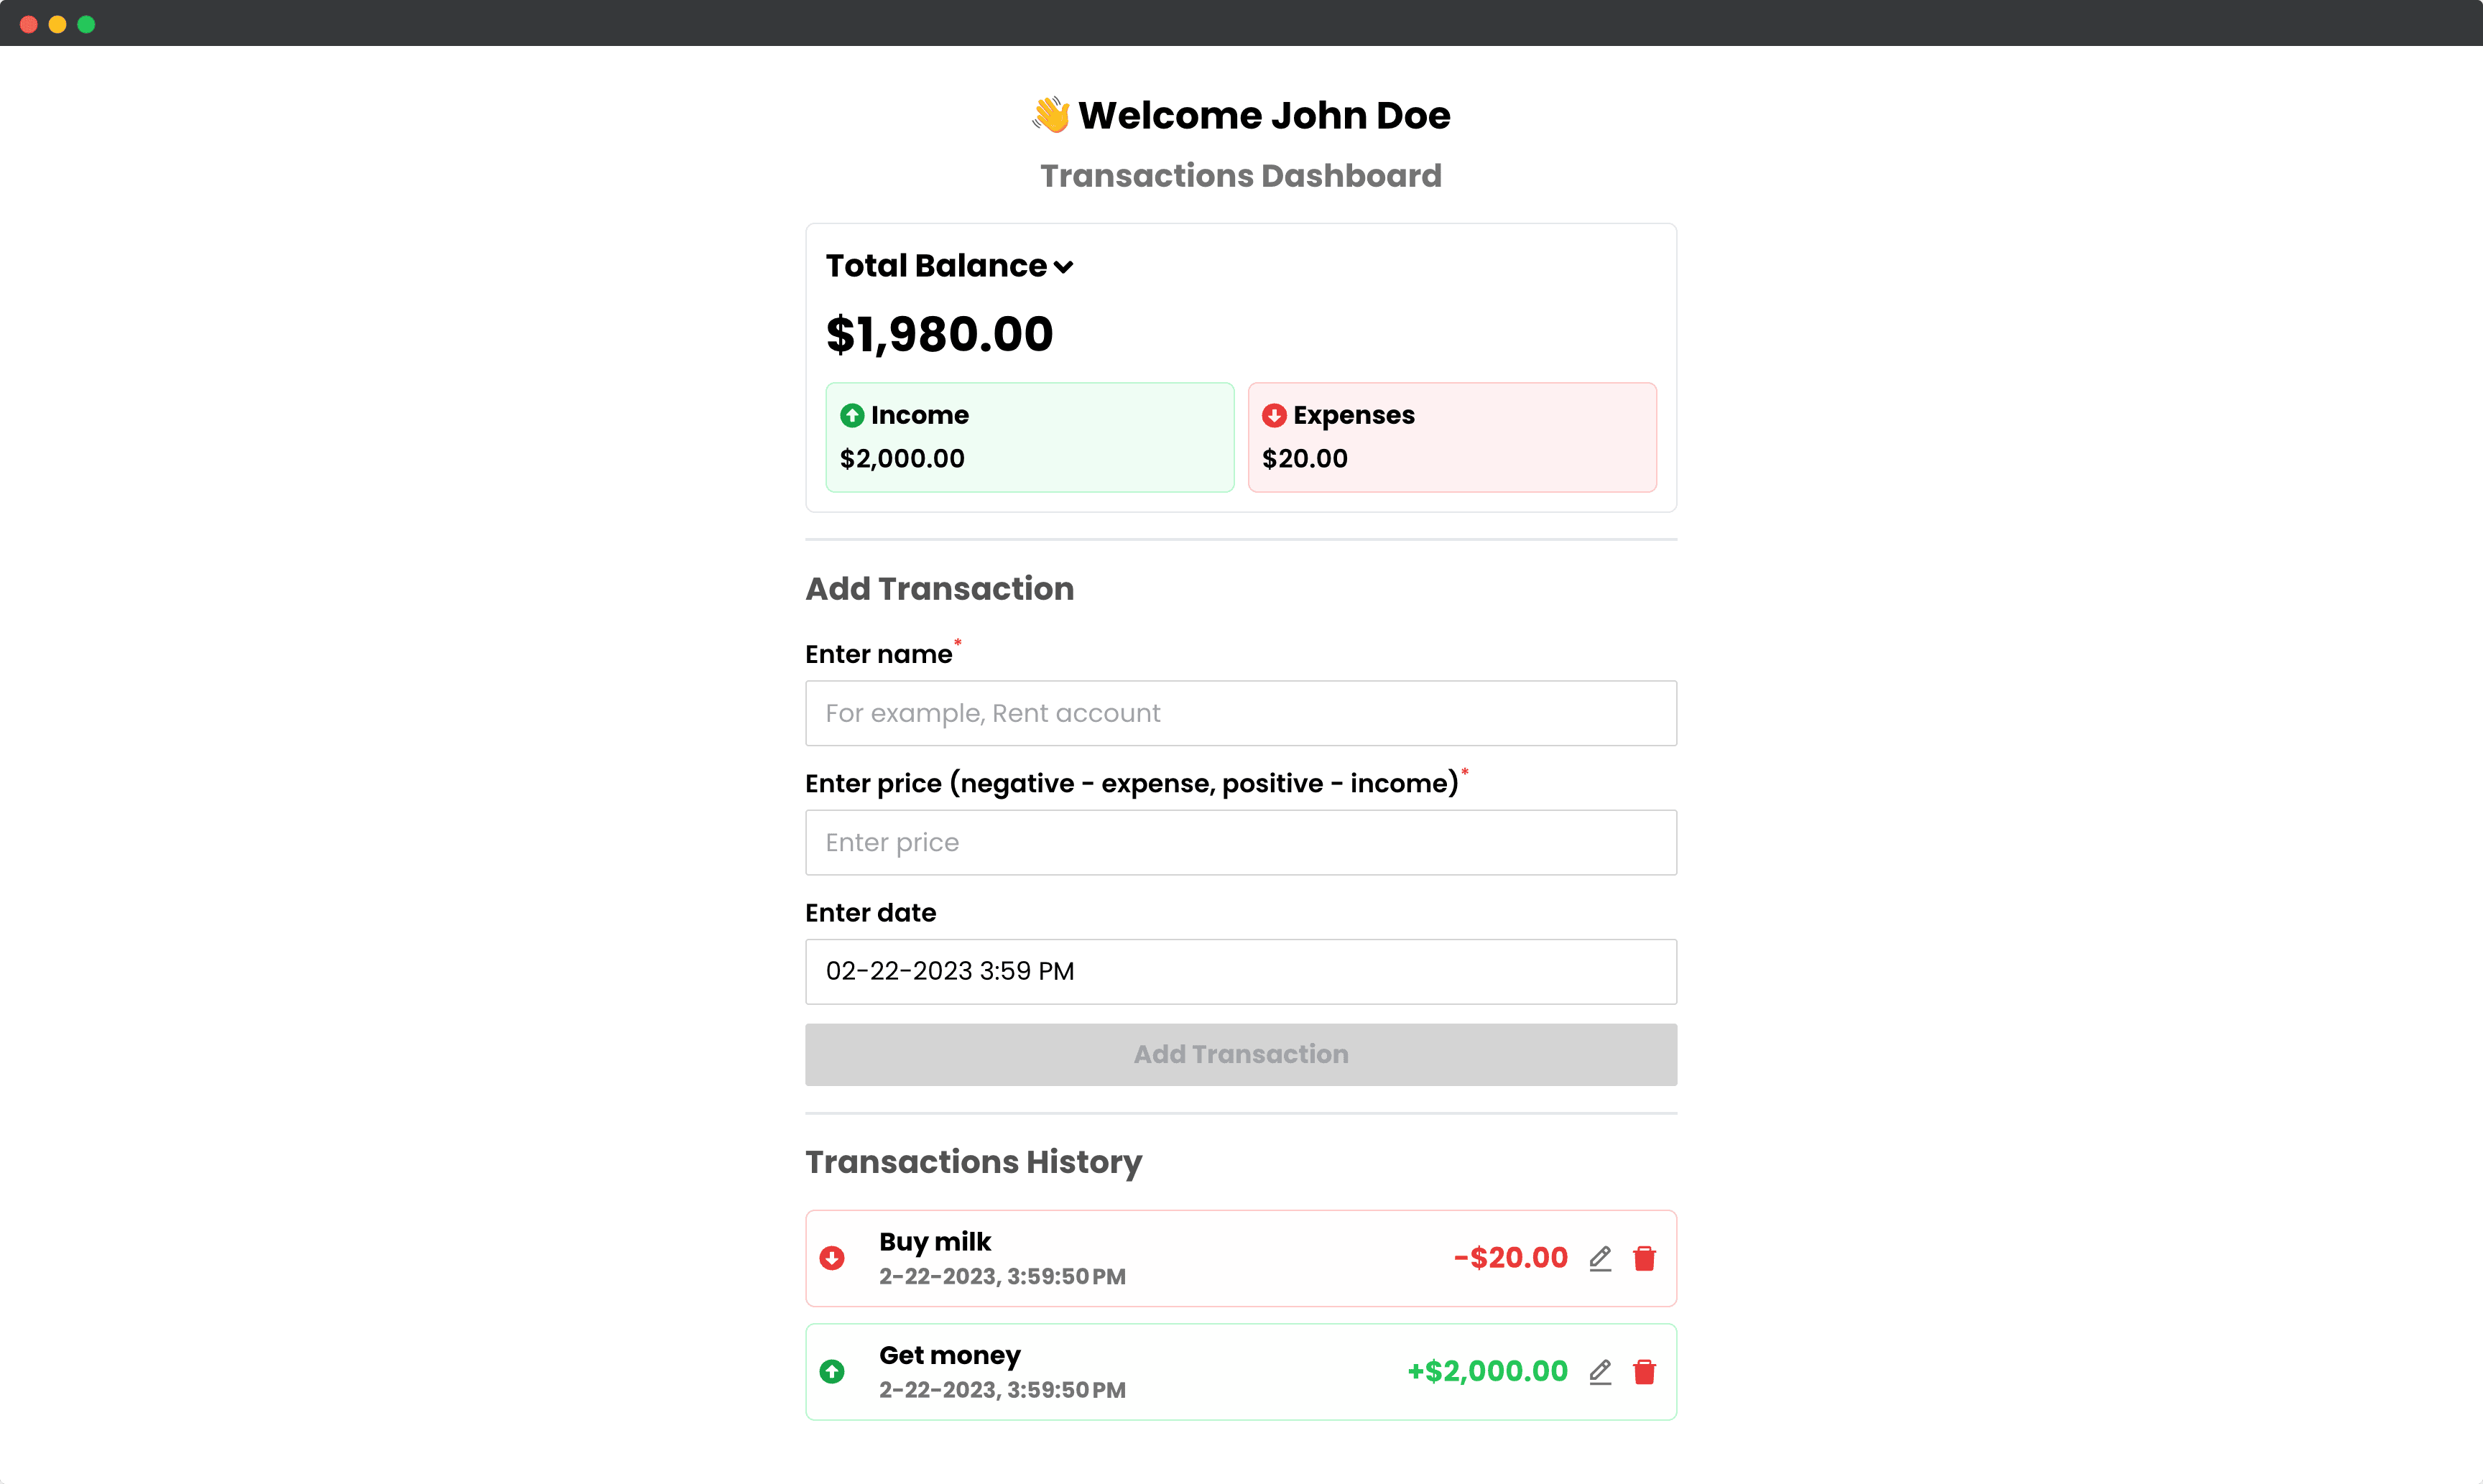 👋 Welcome John Doe
Transactions Dashboard
Total Balance
$1,980.00
Income
$2,000.00
Expenses
$20.00
Add Transaction
Enter name*
For example, Rent account
Enter price (negative - expense, positive - income)*
Enter price
Enter date
02-22-2023 3:59 PM
Add Transaction
Transactions History
Buy milk
2-22-2023, 3:59:50 PM
-$20.00
Get money
2-22-2023, 3:59:50 PM
+$2,000.00